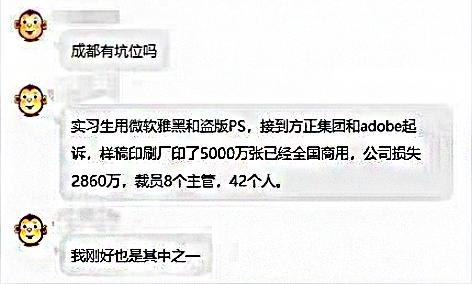 成都有坑位吗
实习生用微软雅黑和盗版PS，接到方正集团和adobe起
诉，样稿印刷厂印了5000万张已经全国商用，公司损失
2860万，裁员8个主管，42个人。
我刚好也是其中之一